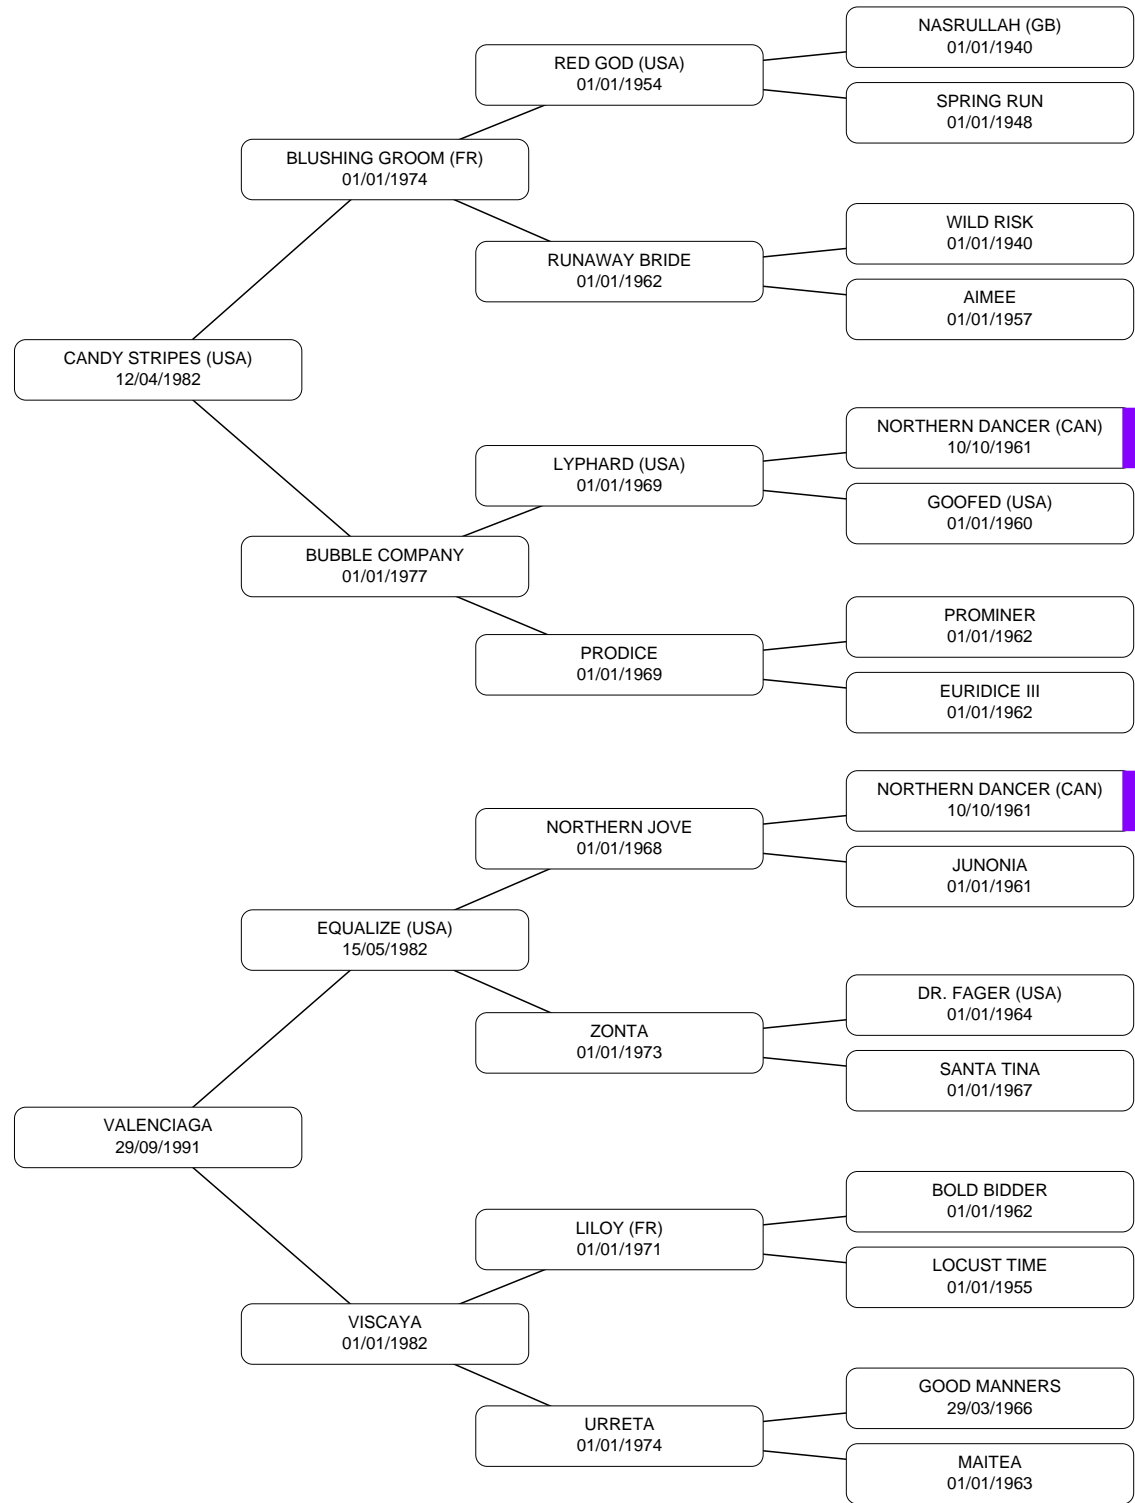 NASRULLAH (GB)
01/01/1940
RED GOD (USA)
01/01/1954
SPRING RUN
01/01/1948
BLUSHING GROOM (FR)
01/01/1974
WILD RISK
01/01/1940
RUNAWAY BRIDE
01/01/1962
AIMEE
01/01/1957
CANDY STRIPES (USA)
12/04/1982
NORTHERN DANCER (CAN)
10/10/1961
LYPHARD (USA)
01/01/1969
GOOFED (USA)
01/01/1960
BUBBLE COMPANY
01/01/1977
PROMINER
01/01/1962
PRODICE
01/01/1969
EURIDICE III
01/01/1962
NORTHERN DANCER (CAN)
10/10/1961
NORTHERN JOVE
01/01/1968
JUNONIA
01/01/1961
EQUALIZE (USA)
15/05/1982
DR. FAGER (USA)
01/01/1964
ZONTA
01/01/1973
SANTA TINA
01/01/1967
VALENCIAGA
29/09/1991
BOLD BIDDER
01/01/1962
LILOY (FR)
01/01/1971
LOCUST TIME
01/01/1955
VISCAYA
01/01/1982
GOOD MANNERS
29/03/1966
URRETA
01/01/1974
MAITEA
01/01/1963